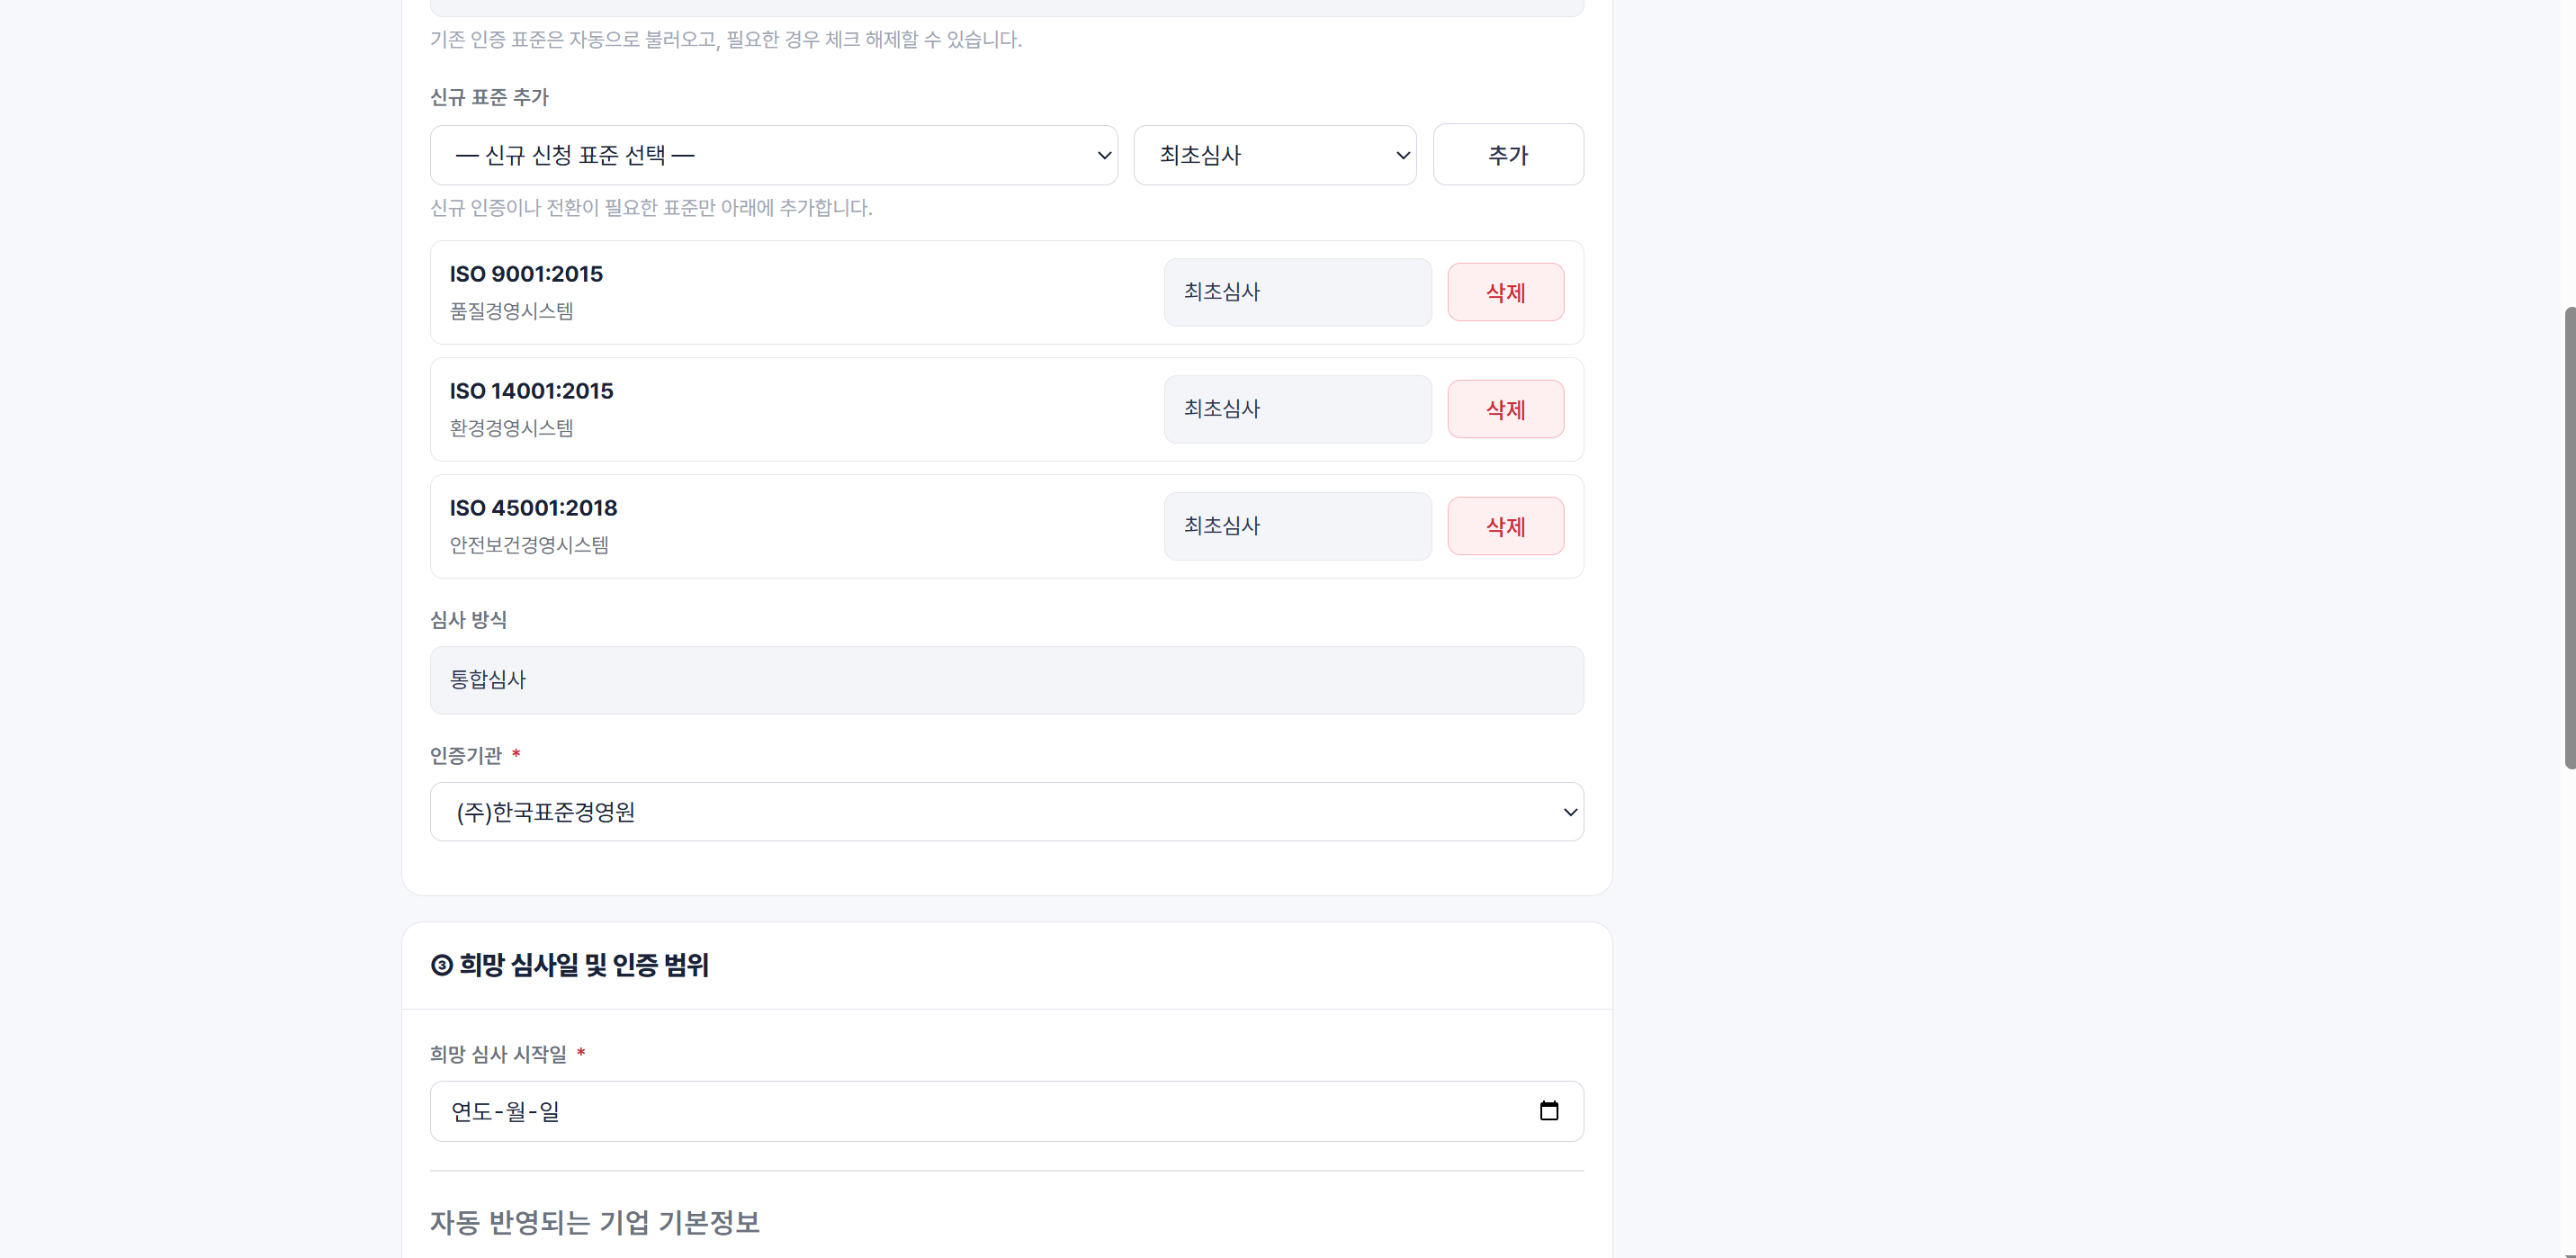 기존 인증 표준은 자동으로 불러오고, 필요한 경우 체크 해제할 수 있습니다.
신규 표준 추가
— 신규 신청 표준 선택 —
최초심사
추가
신규 인증이나 전환이 필요한 표준만 아래에 추가합니다.
ISO 9001:2015
품질경영시스템
최초심사
삭제
ISO 14001:2015
환경경영시스템
최초심사
삭제
ISO 45001:2018
안전보건경영시스템
최초심사
삭제
심사 방식
통합심사
인증기관 *
(주)한국표준경영원
③ 희망 심사일 및 인증 범위
희망 심사 시작일 *
연도-월-일
자동 반영되는 기업 기본정보